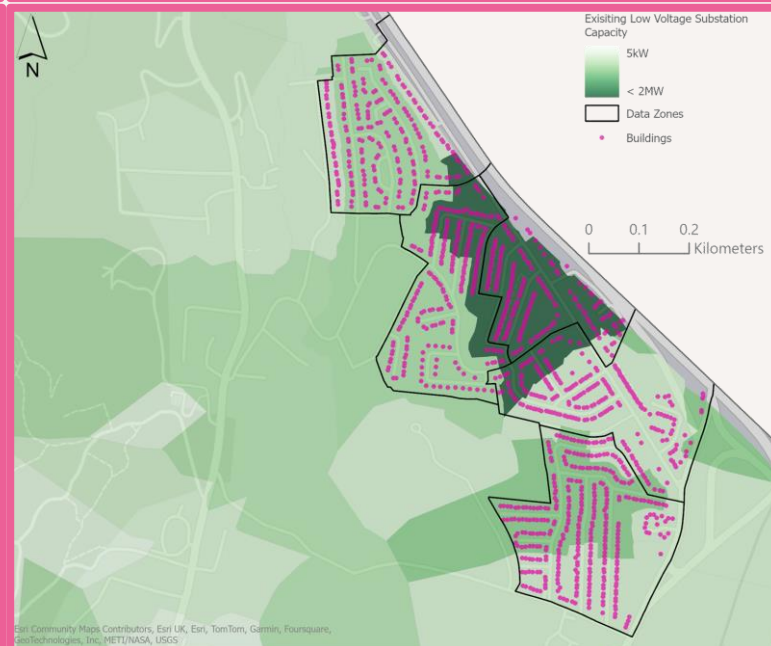 Exisiting Low Voltage Substation
Capacity
5kW
< 2MW
Data Zones
Buildings
N
0 0.1 0.2
Kilometers
Esri Community Maps Contributors, Esri UK, Esri, TomTom, Garmin, Foursquare,
GeoTechnologies, Inc, METI/NASA, USGS